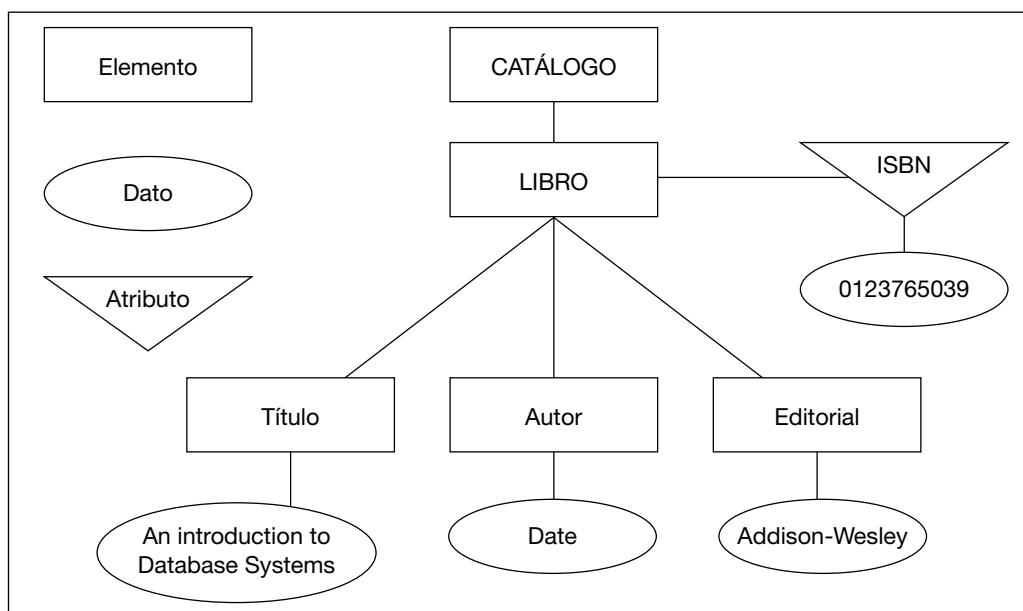 Elemento
CATÁLOGO
LIBRO
ISBN
Dato
0123765039
Atributo
Título
Autor
Editorial
An introduction to
Database Systems
Date
Addison-Wesley